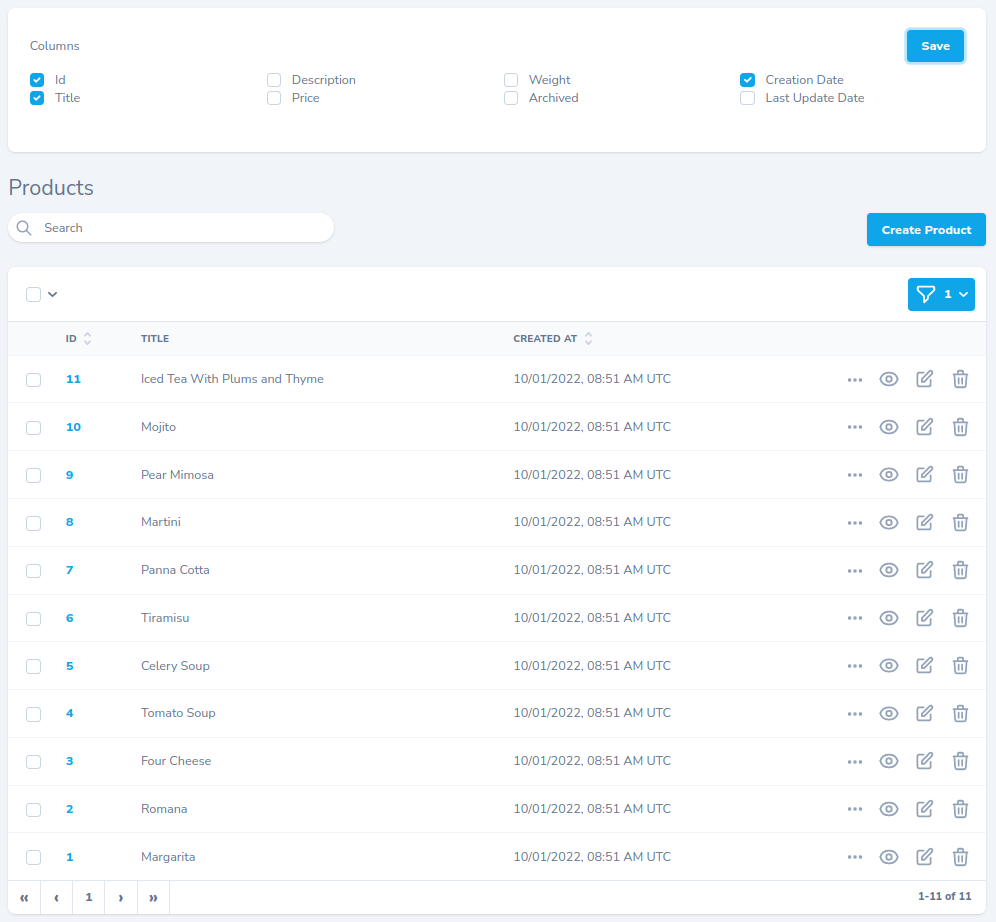 Columns
Save
Id Description Weight Creation Date
Title Price Archived Last Update Date
Products
Search
Create Product
1
ID TITLE CREATED AT
11 Iced Tea With Plums and Thyme 10/01/2022, 08:51 AM UTC
10 Mojito 10/01/2022, 08:51 AM UTC
9 Pear Mimosa 10/01/2022, 08:51 AM UTC
8 Martini 10/01/2022, 08:51 AM UTC
7 Panna Cotta 10/01/2022, 08:51 AM UTC
6 Tiramisu 10/01/2022, 08:51 AM UTC
5 Celery Soup 10/01/2022, 08:51 AM UTC
4 Tomato Soup 10/01/2022, 08:51 AM UTC
3 Four Cheese 10/01/2022, 08:51 AM UTC
2 Romana 10/01/2022, 08:51 AM UTC
1 Margarita 10/01/2022, 08:51 AM UTC
« ‹ 1 › » 1-11 of 11